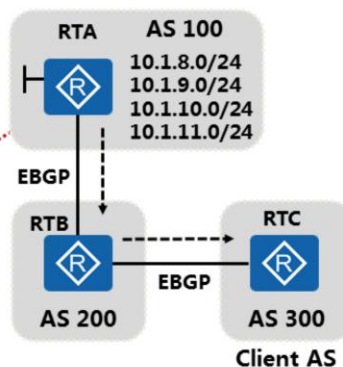 RTA AS 100
10.1.8.0/24
10.1.9.0/24
10.1.10.0/24
10.1.11.0/24
R
EBGP
RTB RTC
R R
EBGP
AS 200 AS 300
Client AS